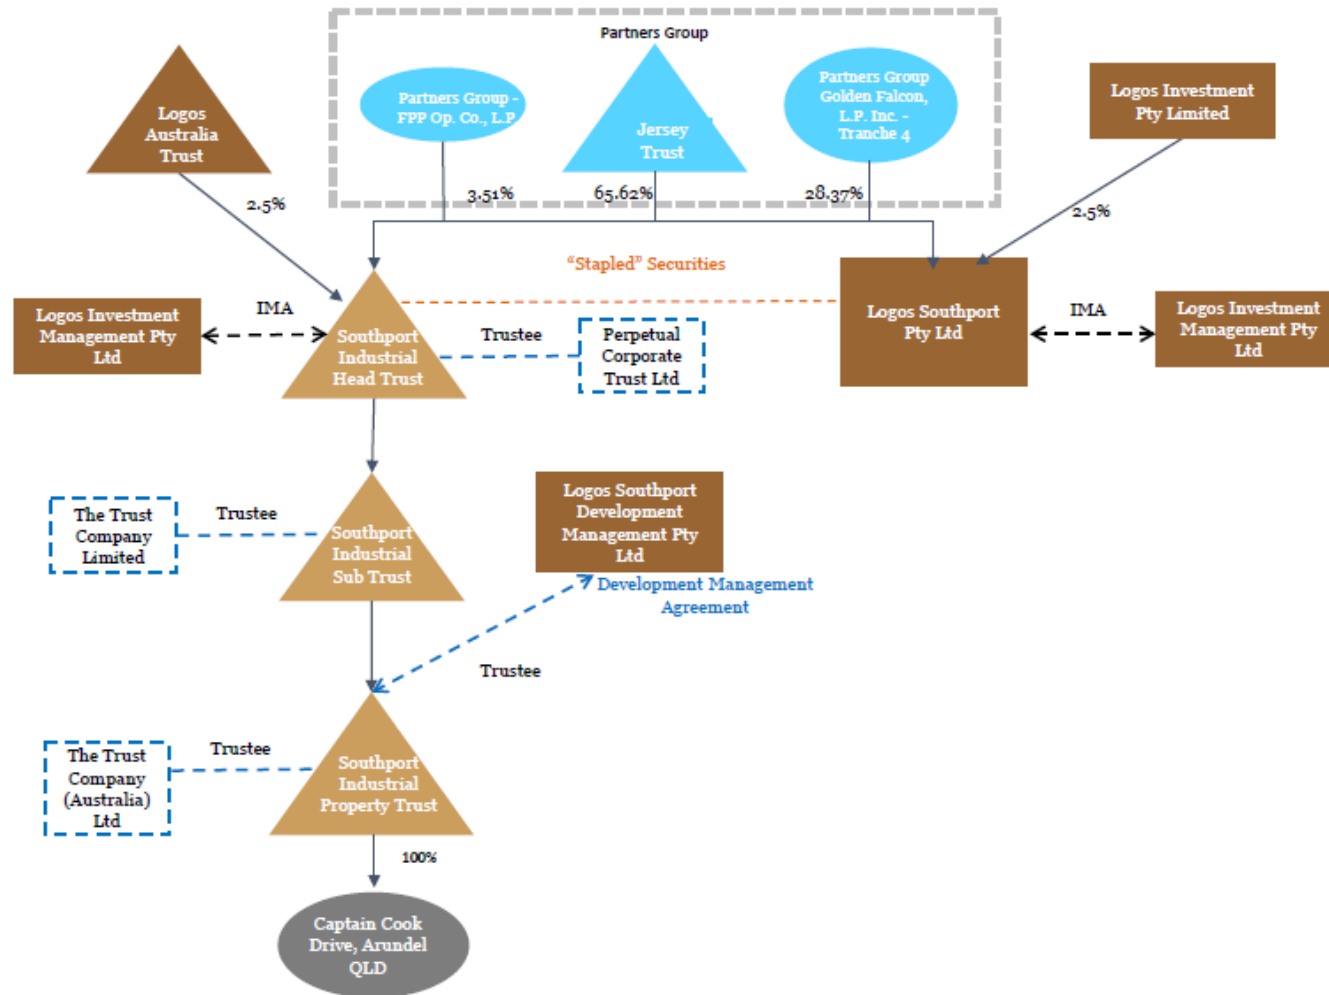 Partners Group
Logos
Australia
Trust
Partners Group -
FPP Op. Co., L.P.
Jersey
Trust
Partners Group
Golden Falcon,
L.P. Inc. -
Tranche 4
Logos Investment
Pty Limited
2.5%
3.51%
65.62%
28.37%
2.5%
“Stapled” Securities
Logos Investment
Management Pty
Ltd
IMA
Southport
Industrial
Head Trust
Trustee
Perpetual
Corporate
Trust Ltd
Logos Southport
Pty Ltd
IMA
Logos Investment
Management Pty
Ltd
The Trust
Company
Limited
Trustee
Southport
Industrial
Sub Trust
Logos Southport
Development
Management Pty
Ltd
Development Management
Agreement
Trustee
The Trust
Company
(Australia)
Ltd
Trustee
Southport
Industrial
Property Trust
100%
Captain Cook
Drive, Arundel
QLD